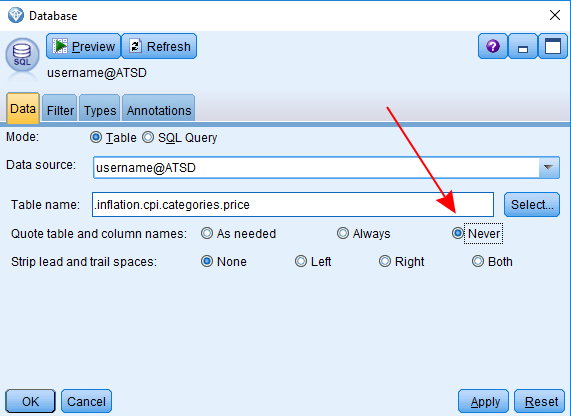 Database
Preview Refresh ?
SQL
username@ATSD
Data Filter Types Annotations
Mode: Table SQL Query
Data source: username@ATSD
Table name: .inflation.cpi.categories.price Select...
Quote table and column names: As needed Always Never
Strip lead and trail spaces: None Left Right Both
OK Cancel Apply Reset